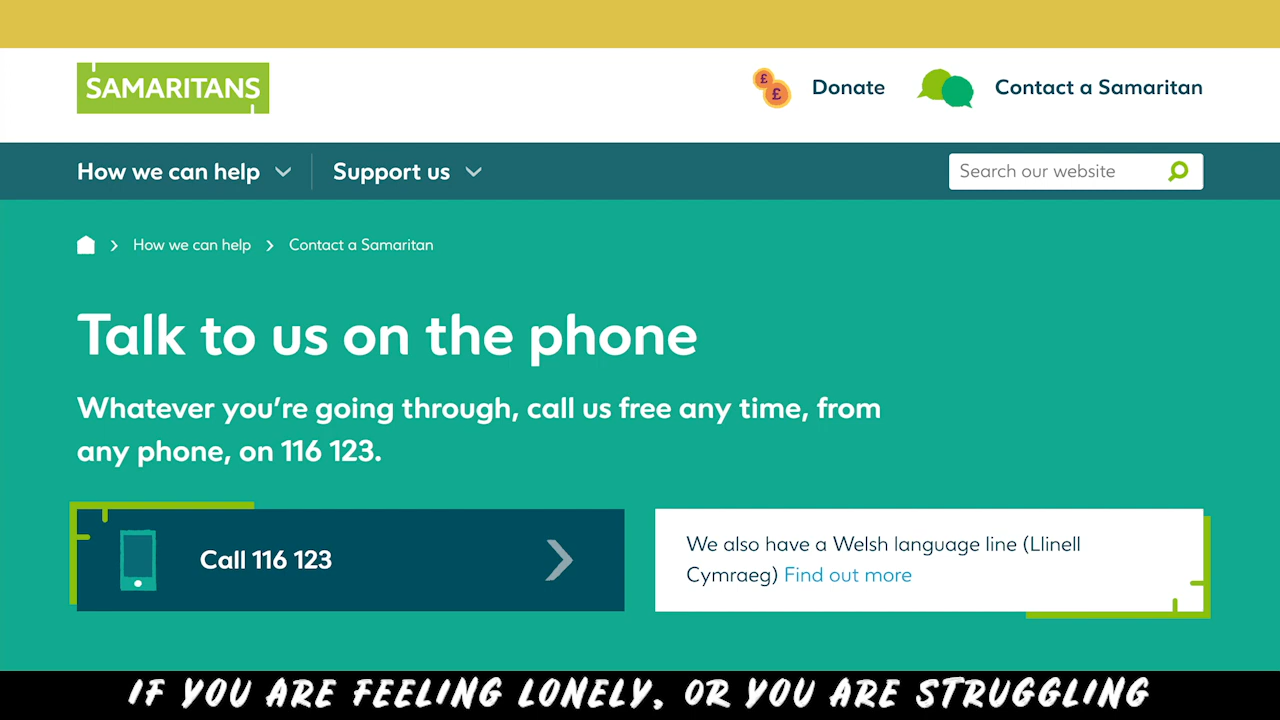 SAMARITANS
££ Donate
Contact a Samaritan
How we can help
Support us
Search our website
How we can help
Contact a Samaritan
Talk to us on the phone
Whatever you're going through, call us free any time, from
any phone, on 116 123.
Call 116 123
We also have a Welsh language line (Llinell
Cymraeg) Find out more
IF YOU ARE FEELING LONELY, OR YOU ARE STRUGGLING